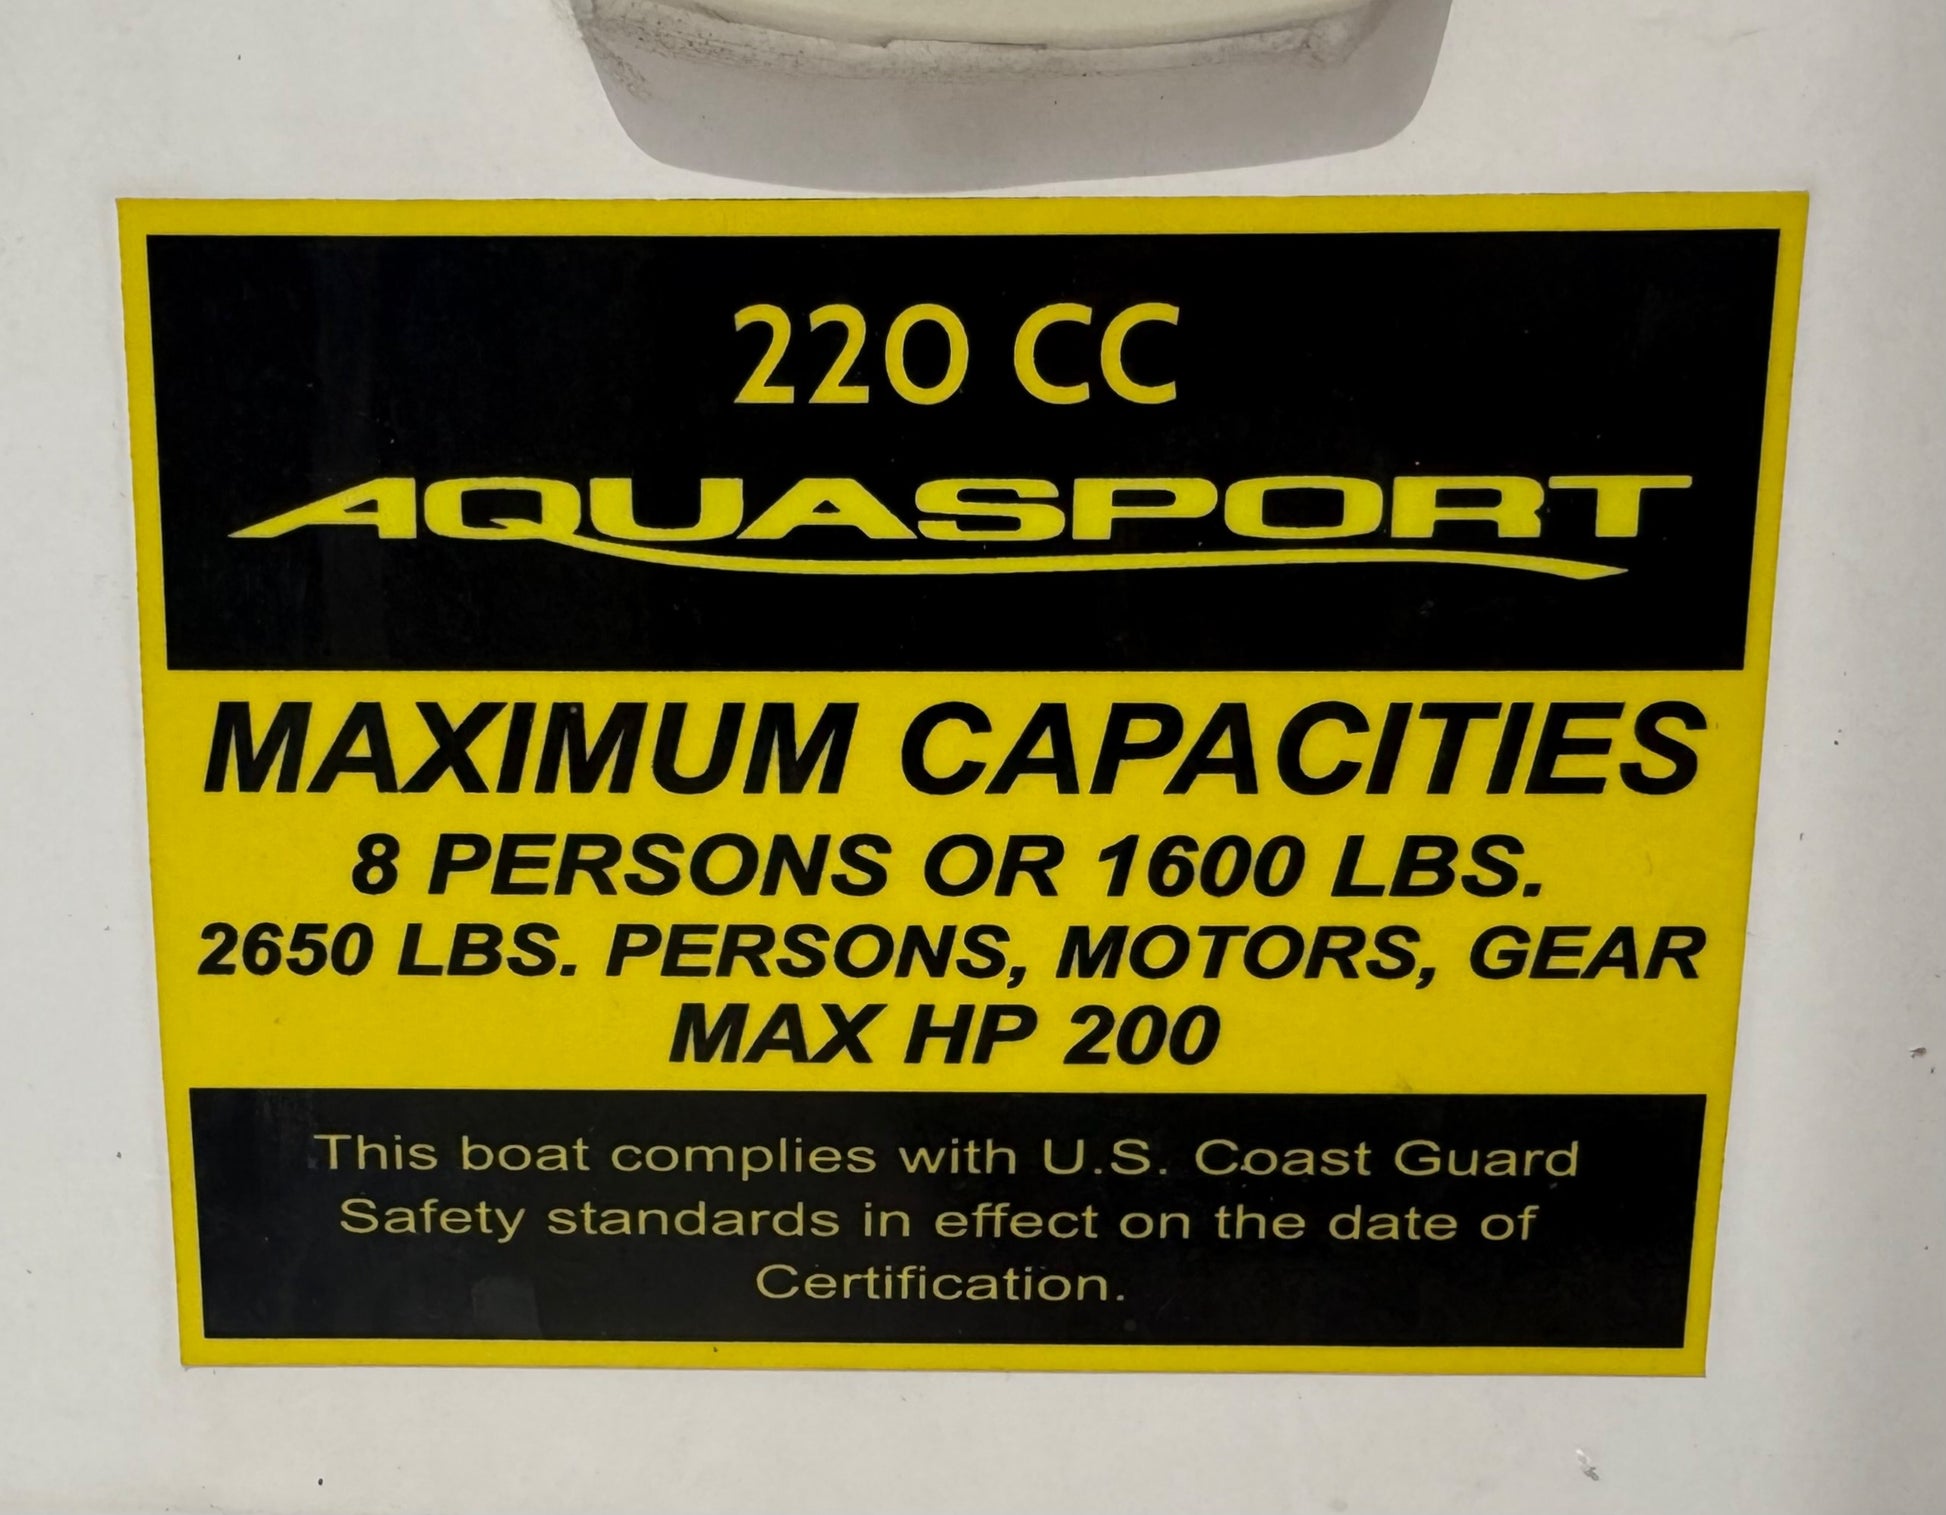 220 CC
AQUASPORT
MAXIMUM CAPACITIES
8 PERSONS OR 1600 LBS.
2650 LBS. PERSONS, MOTORS, GEAR
MAX HP 200
This boat complies with U.S. Coast Guard
Safety standards in effect on the date of
Certification.